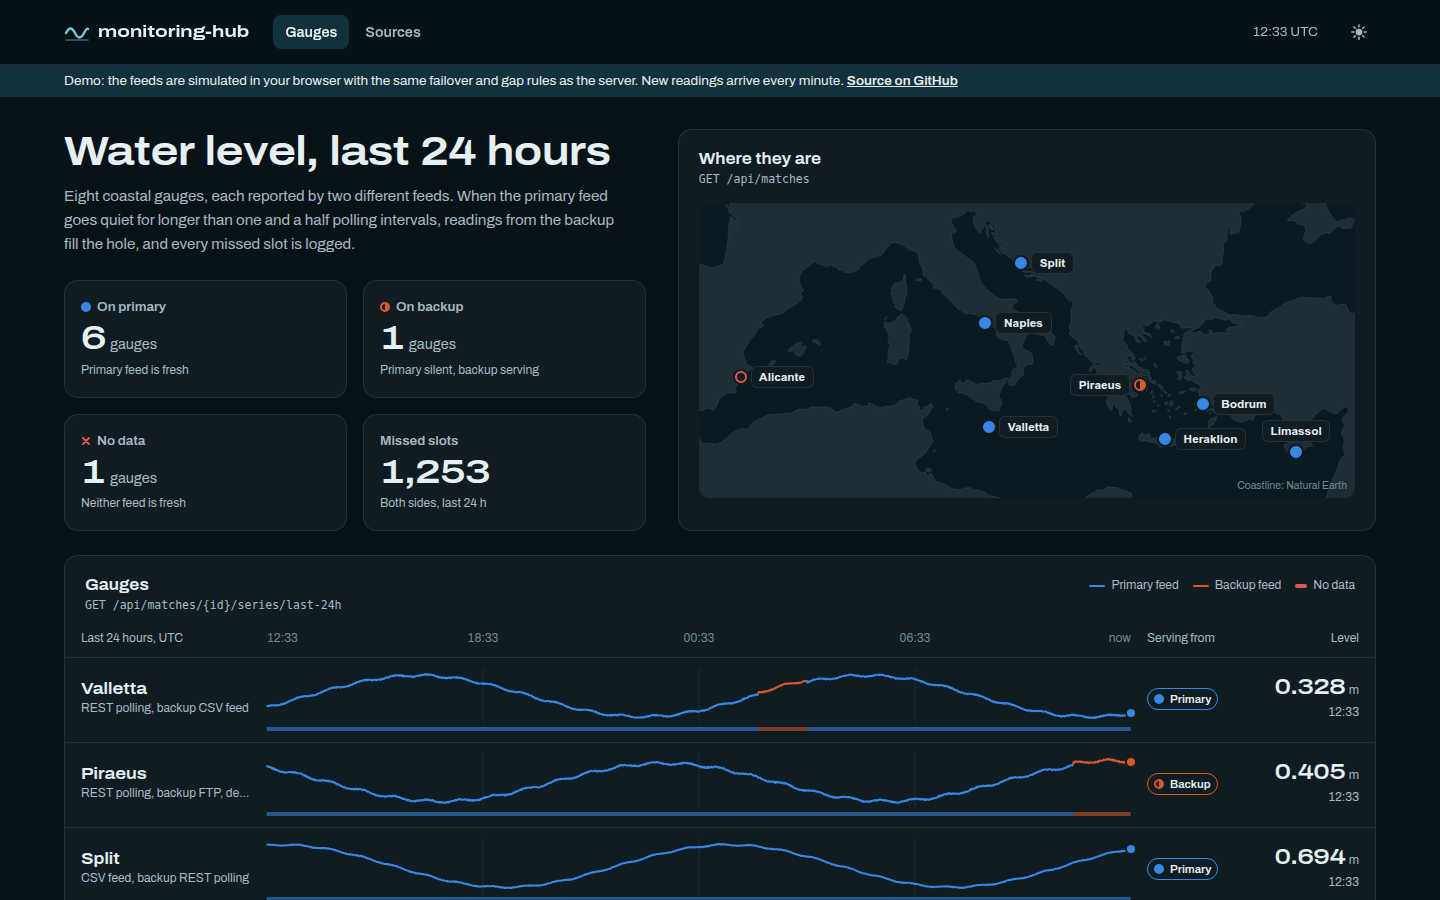 monitoring-hub
Gauges
Sources
12:33 UTC
Demo: the feeds are simulated in your browser with the same failover and gap rules as the server. New readings arrive every minute. Source on GitHub
Water level, last 24 hours
Eight coastal gauges, each reported by two different feeds. When the primary feed
goes quiet for longer than one and a half polling intervals, readings from the backup
fill the hole, and every missed slot is logged.
On primary
6 gauges
Primary feed is fresh
On backup
1 gauges
Primary silent, backup serving
No data
1 gauges
Neither feed is fresh
Missed slots
1,253
Both sides, last 24 h
Where they are
GET /api/matches
Split
Naples
Alicante
Piraeus
Bodrum
Valletta
Heraklion
Limassol
Coastline: Natural Earth
Gauges
GET /api/matches/{id}/series/last-24h
Primary feed
Backup feed
No data
Last 24 hours, UTC
12:33
18:33
00:33
06:33
now
Serving from
Level
Valletta
REST polling, backup CSV feed
Primary
0.328 m
12:33
Piraeus
REST polling, backup FTP, de...
Backup
0.405 m
12:33
Split
CSV feed, backup REST polling
Primary
0.694 m
12:33